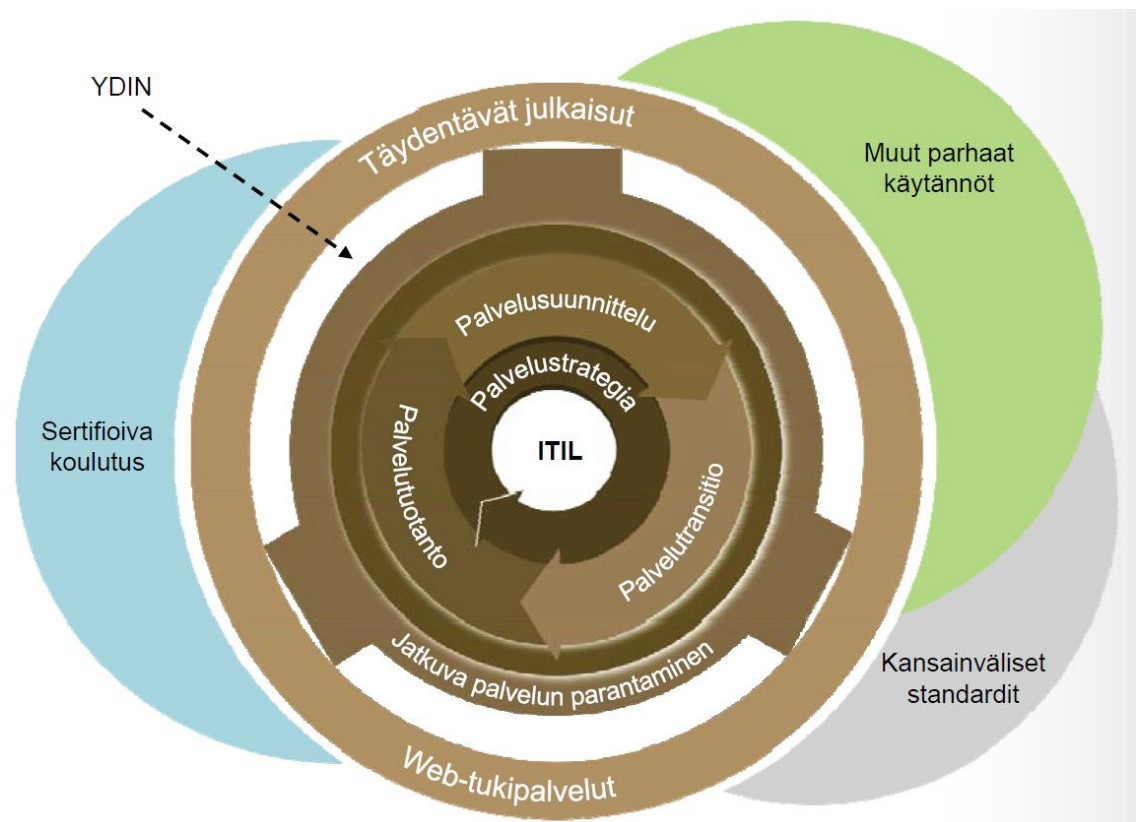 YDIN
Täydentävät julkaisut
Muut parhaat
käytännöt
Palvelusuunnittelu
Palvelustrategia
ITIL
Sertifioiva
koulutus
Palvelutuotanto
Palvelutransitio
Jatkuva palvelun parantaminen
Kansainväliset
standardit
Web-tukipalvelut